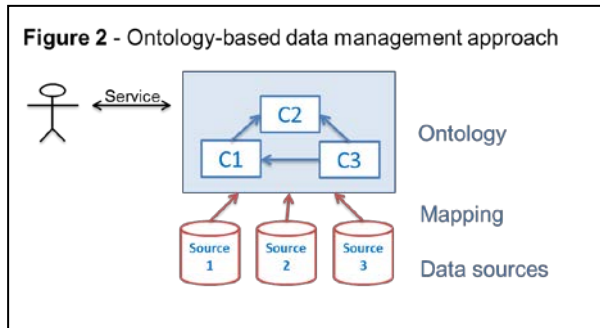 Figure 2 - Ontology-based data management approach
Service
C2
C1
C3
Ontology
Mapping
Source
1
Source
2
Source
3
Data sources